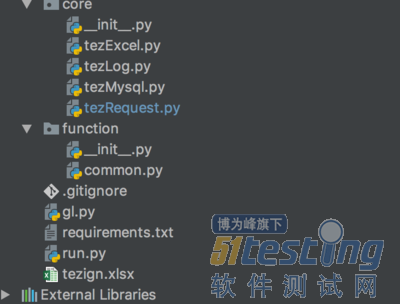 core
__init__.py
tezExcel.py
tezLog.py
tezMysql.py
tezRequest.py
function
__init__.py
common.py
.gitignore
gl.py
requirements.txt
run.py
tezign.xlsx
External Libraries
博为峰旗下
51testing
软件测试网